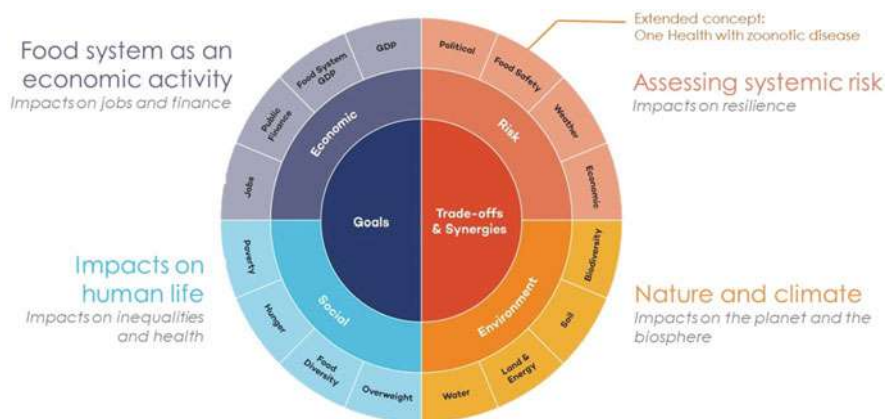 Extended concept:
One Health with zoonotic disease
Food system as an
economic activity
Impacts on jobs and finance
Assessing systemic risk
Impacts on resilience
Impacts on
human life
Impacts on inequalities
and health
Nature and climate
Impacts on the planet and the
biosphere
Goals
Trade-offs
& Synergies
Economic
Risk
Social
Environment
Jobs
Public
Finance
Food System
GDP
GDP
Political
Food Safety
Weather
Economic
Biodiversity
Soil
Land &
Energy
Water
Overweight
Food
Diversity
Hunger
Poverty